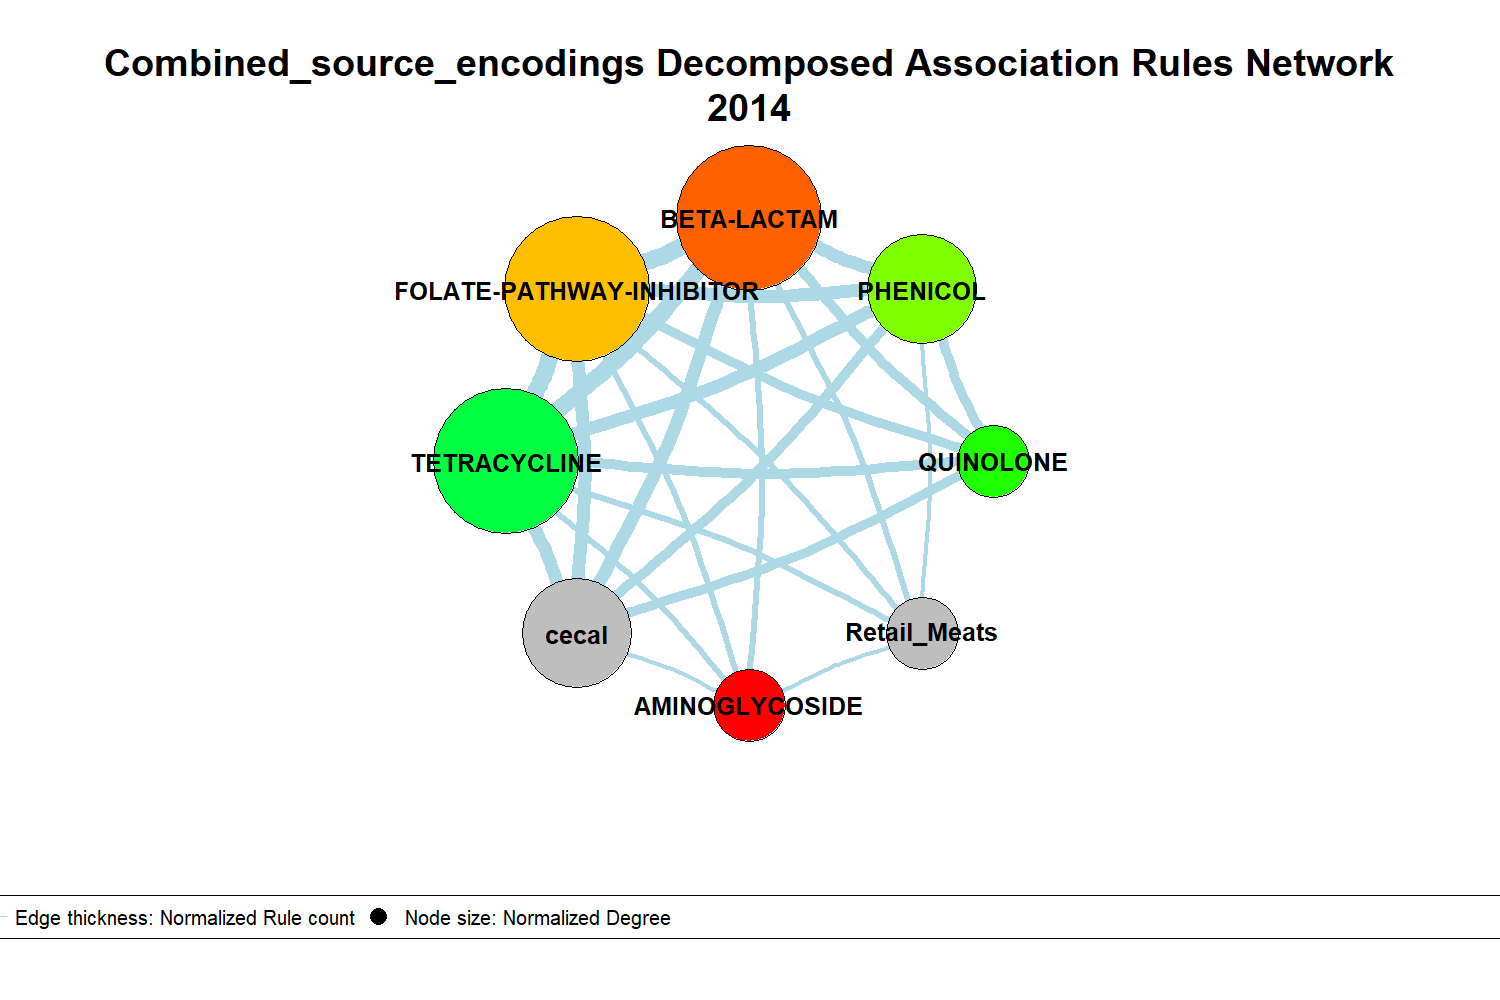 Combined_source_encodings Decomposed Association Rules Network
2014
BETA-LACTAM
FOLATE-PATHWAY-INHIBITOR
PHENICOL
TETRACYCLINE
QUINOLONE
cecal
Retail_Meats
AMINOGLYCOSIDE
Edge thickness: Normalized Rule count
Node size: Normalized Degree